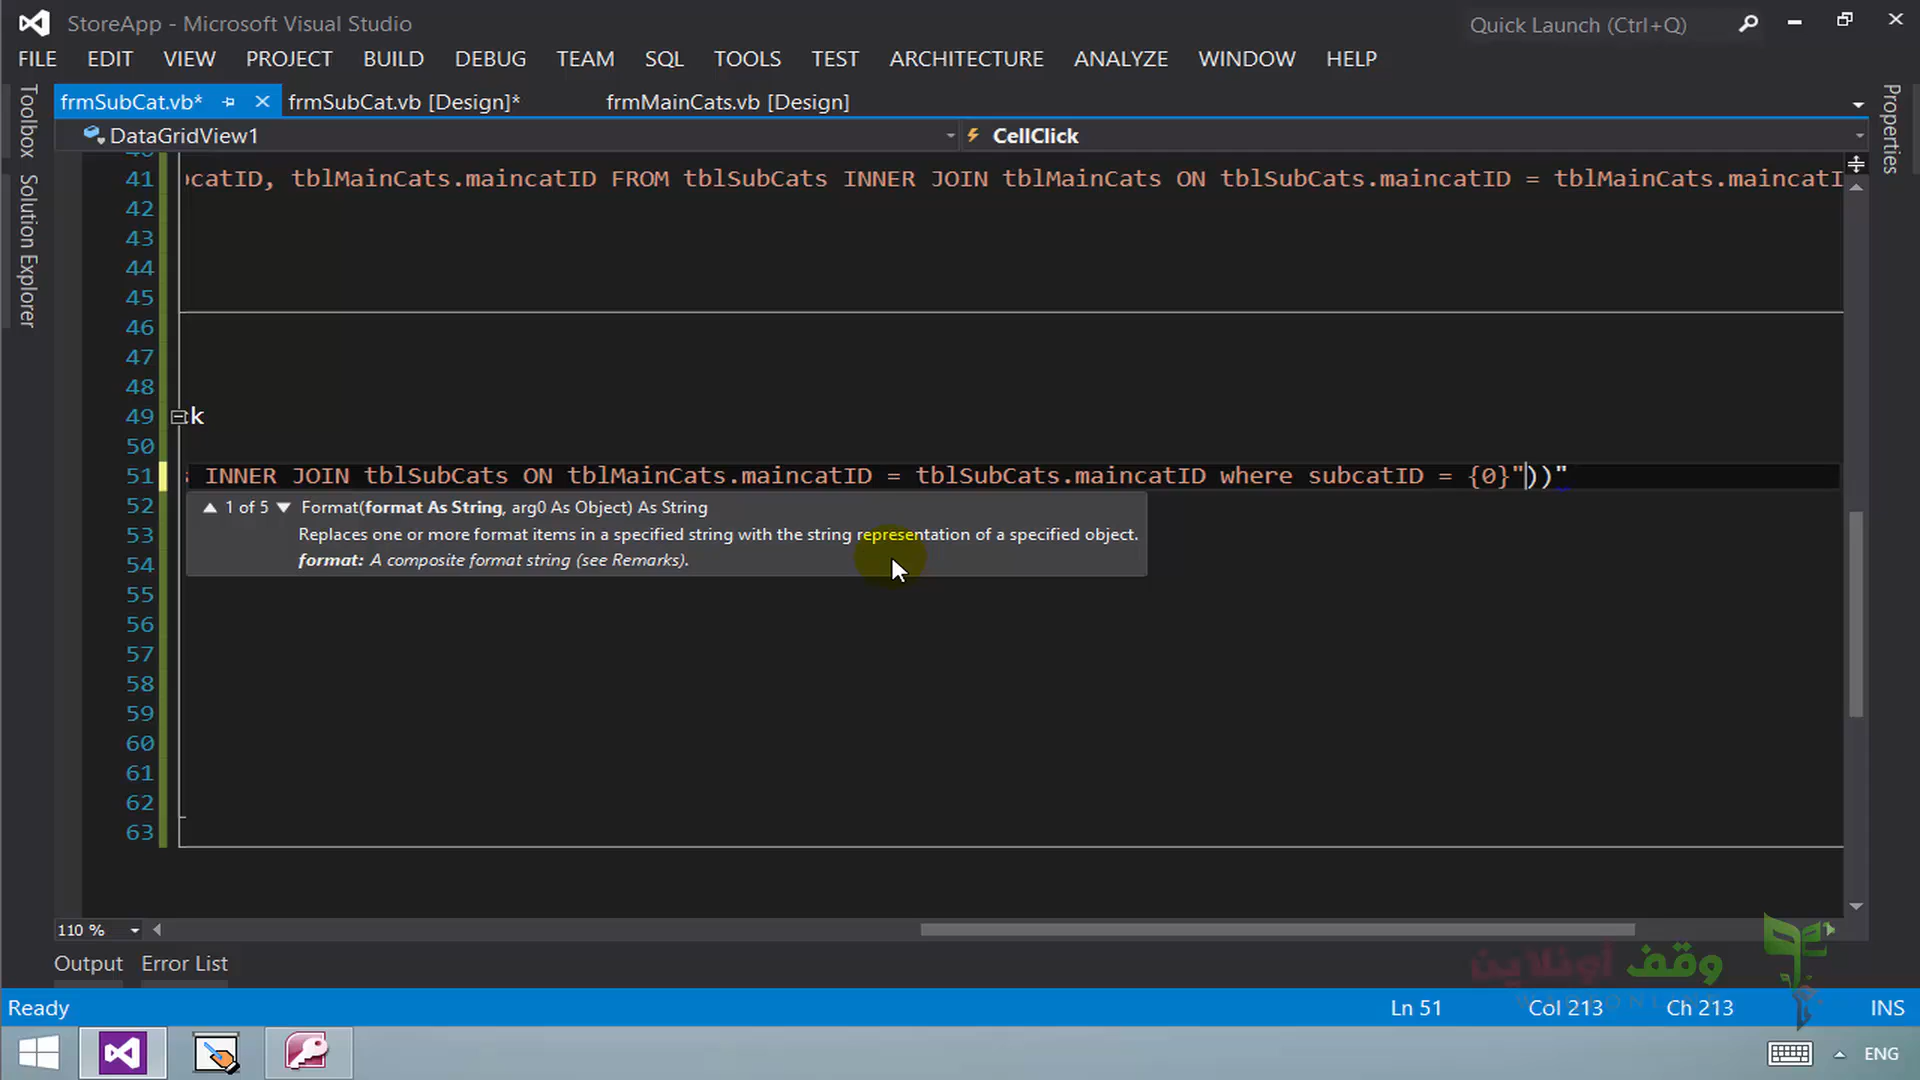 StoreApp - Microsoft Visual Studio
Quick Launch (Ctrl+Q)
FILE EDIT VIEW PROJECT BUILD DEBUG TEAM SQL TOOLS TEST ARCHITECTURE ANALYZE WINDOW HELP
frmSubCat.vb* frmSubCat.vb [Design]* frmMainCats.vb [Design]
DataGridView1 CellClick
Toolbox
Solution Explorer
Properties
41 catID, tblMainCats.maincatID FROM tblSubCats INNER JOIN tblMainCats ON tblSubCats.maincatID = tblMainCats.maincatI
42
43
44
45
46
47
48
49 k
50
51 INNER JOIN tblSubCats ON tblMainCats.maincatID = tblSubCats.maincatID where subcatID = {0}"))"
52
1 of 5 Format(format As String, arg0 As Object) As String
53
Replaces one or more format items in a specified string with the string representation of a specified object.
54
format: A composite format string (see Remarks).
55
56
57
58
59
60
61
62
63
110 %
Output Error List
وقف أونلاين
Ready Ln 51 Col 213 Ch 213 INS
ENG